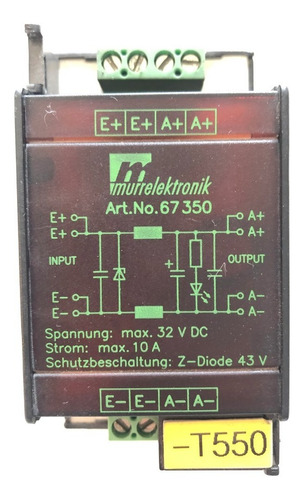 E+ E+ A+ A+
murrelektronik
Art.No.67 350
E+ A+
E+ A+
INPUT OUTPUT
+
E- A-
E- A-
Spannung: max. 32 V DC
Strom: max. 10 A
Schutzbeschaltung: Z-Diode 43 V
E- E- A- A-
-T550